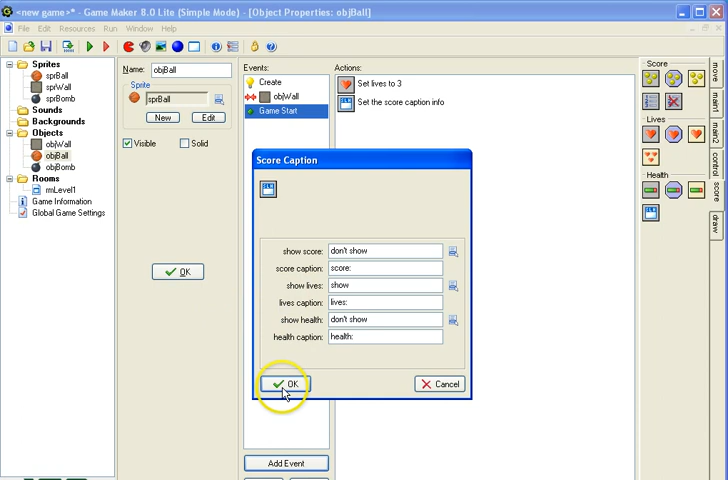 <new game>* - Game Maker 8.0 Lite (Simple Mode) - [Object Properties: objBall]
File Edit Resources Run Window Help
Sprites
sprBall
sprWall
sprBomb
Sounds
Backgrounds
Objects
objWall
objBall
objBomb
Rooms
rmLevel1
Game Information
Global Game Settings
Name: objBall
Sprite
sprBall
New Edit
Visible Solid
OK
Events:
Create
objWall
Game Start
Add Event
Actions:
Set lives to 3
Set the score caption info
Score Caption
show score: don't show
score caption: score:
show lives: show
lives caption: lives:
show health: don't show
health caption: health:
OK Cancel
Score
Lives
Health
move
main1
main2
control
score
draw